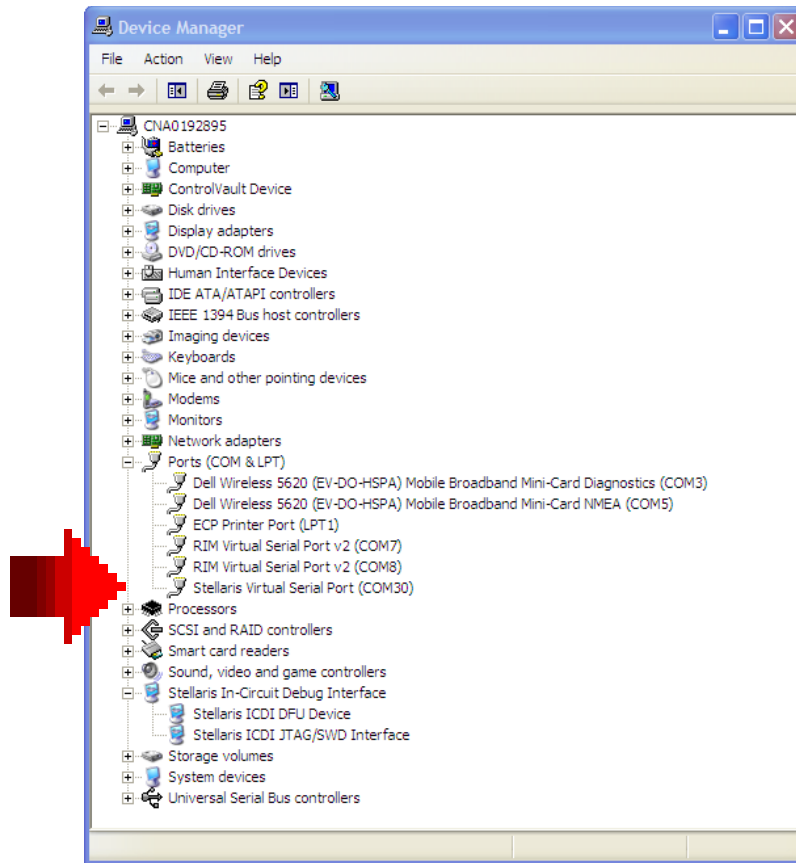 Device Manager
File Action View Help
CNA0192895
Batteries
Computer
ControlVault Device
Disk drives
Display adapters
DVD/CD-ROM drives
Human Interface Devices
IDE ATA/ATAPI controllers
IEEE 1394 Bus host controllers
Imaging devices
Keyboards
Mice and other pointing devices
Modems
Monitors
Network adapters
Ports (COM & LPT)
Dell Wireless 5620 (EV-DO-HSPA) Mobile Broadband Mini-Card Diagnostics (COM3)
Dell Wireless 5620 (EV-DO-HSPA) Mobile Broadband Mini-Card NMEA (COM5)
ECP Printer Port (LPT1)
RIM Virtual Serial Port v2 (COM7)
RIM Virtual Serial Port v2 (COM8)
Stellaris Virtual Serial Port (COM30)
Processors
SCSI and RAID controllers
Smart card readers
Sound, video and game controllers
Stellaris In-Circuit Debug Interface
Stellaris ICDI DFU Device
Stellaris ICDI JTAG/SWD Interface
Storage volumes
System devices
Universal Serial Bus controllers